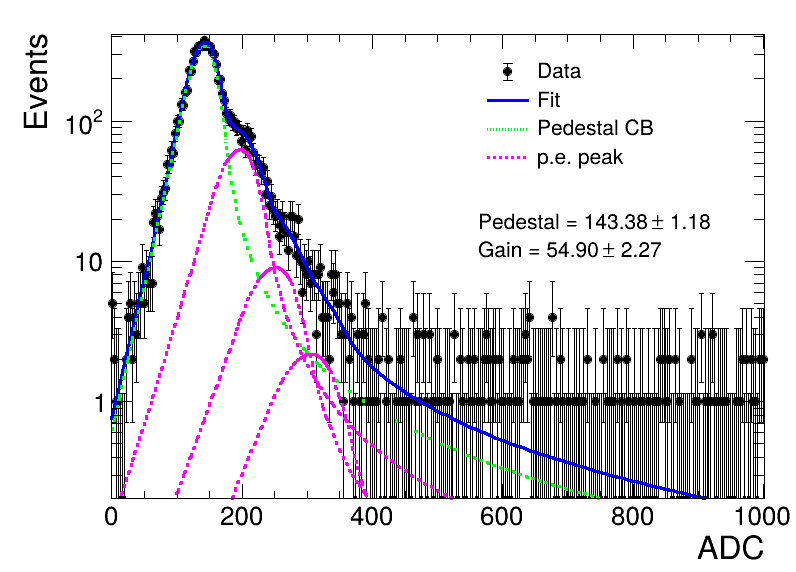 Events
10²
10
1
Data
Fit
Pedestal CB
p.e. peak
Pedestal = 143.38 ± 1.18
Gain = 54.90 ± 2.27
0 200 400 600 800 1000
ADC